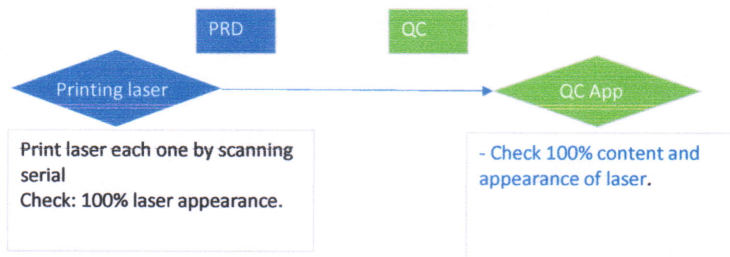 PRD
QC
Printing laser
QC App
Print laser each one by scanning
serial
Check: 100% laser appearance.
- Check 100% content and
appearance of laser.